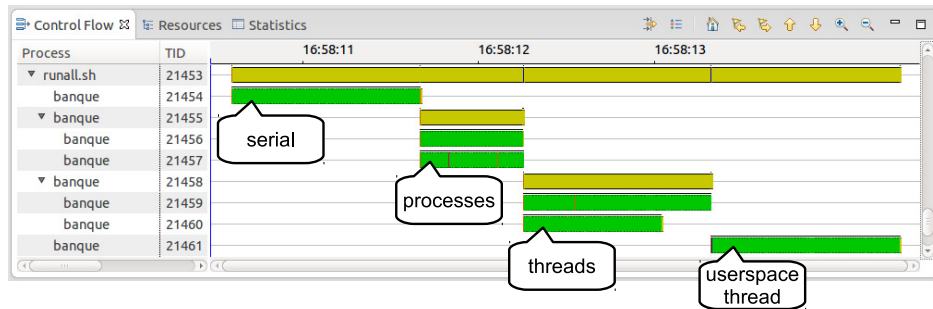 Control Flow Resources Statistics
Process TID 16:58:11 16:58:12 16:58:13
runall.sh 21453
banque 21454
banque 21455
serial
banque 21456
banque 21457
banque 21458
processes
banque 21459
banque 21460
banque 21461
threads
userspace
thread